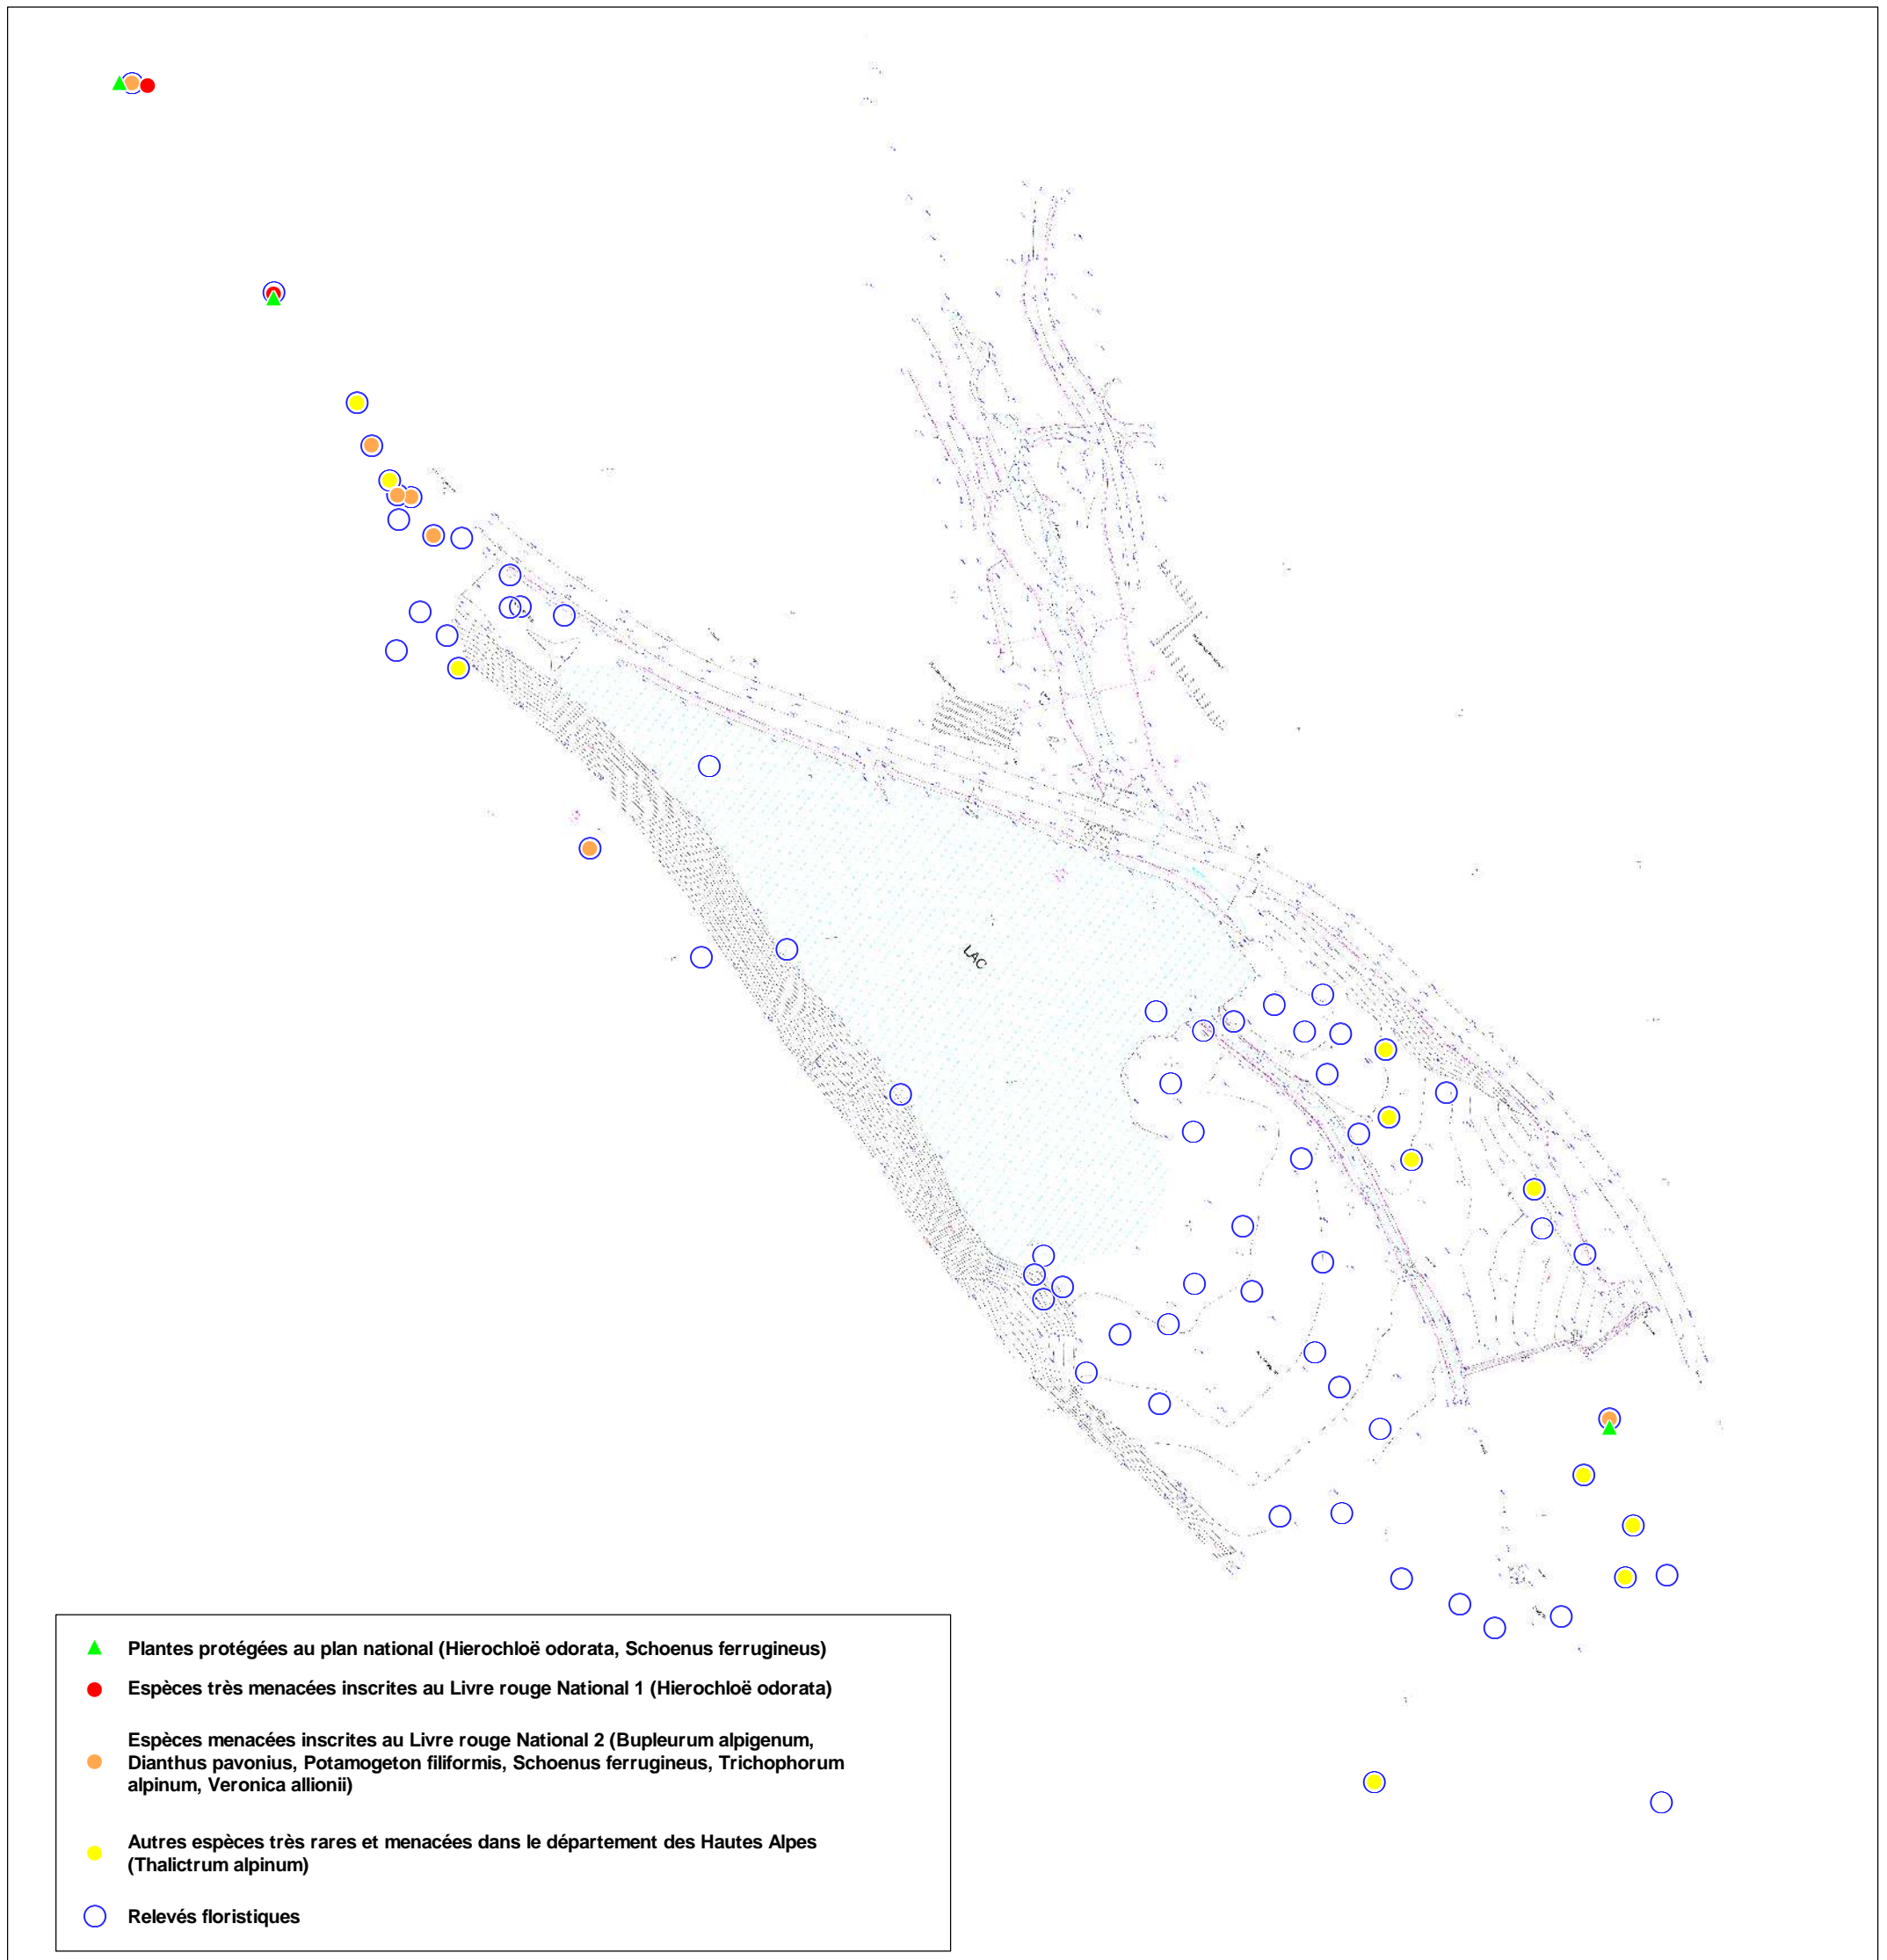 LAC
Plantes protégées au plan national (Hierochloë odorata, Schoenus ferrugineus)
Espèces très menacées inscrites au Livre rouge National 1 (Hierochloë odorata)
Espèces menacées inscrites au Livre rouge National 2 (Bupleurum alpigenum,
Dianthus pavonius, Potamogeton filiformis, Schoenus ferrugineus, Trichophorum
alpinum, Veronica allionii)
Autres espèces très rares et menacées dans le département des Hautes Alpes
(Thalictrum alpinum)
Relevés floristiques